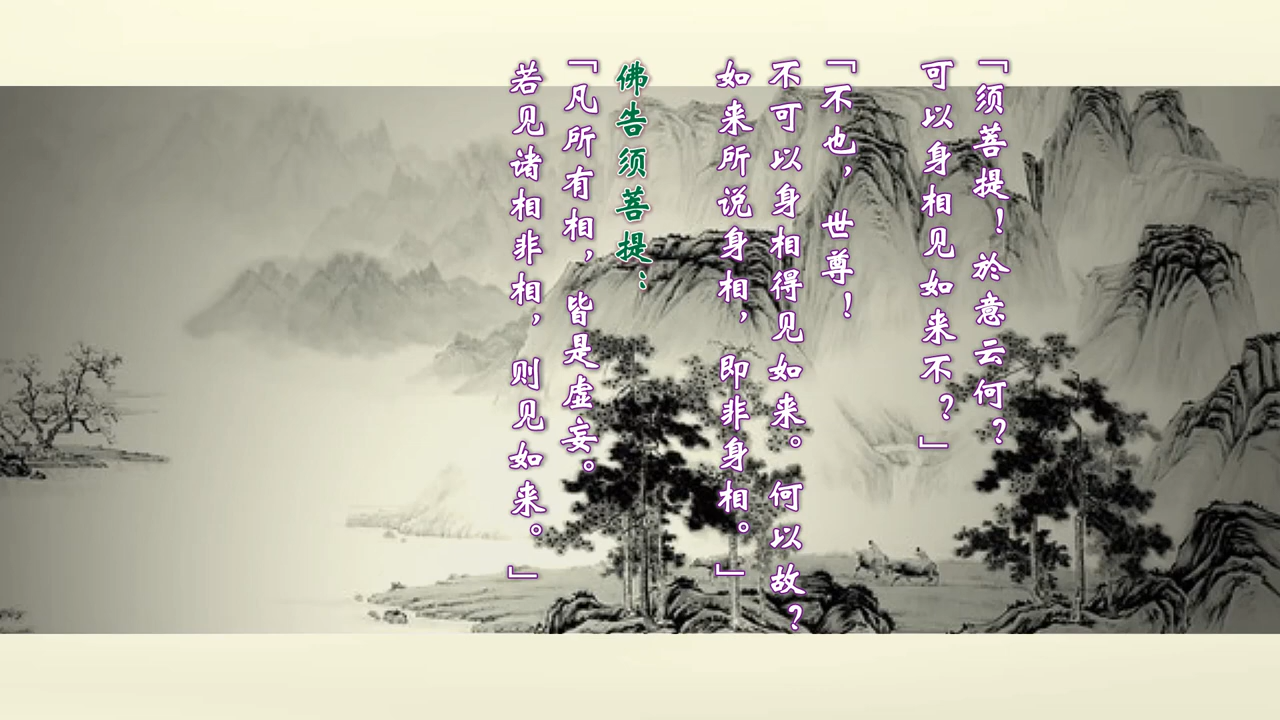 「须菩提！於意云何？
可以身相见如来不？」
「不也，世尊！
不可以身相得见如来。何以故？
如来所说身相，即非身相。」
佛告须菩提：
「凡所有相，皆是虚妄。
若见诸相非相，则见如来。」